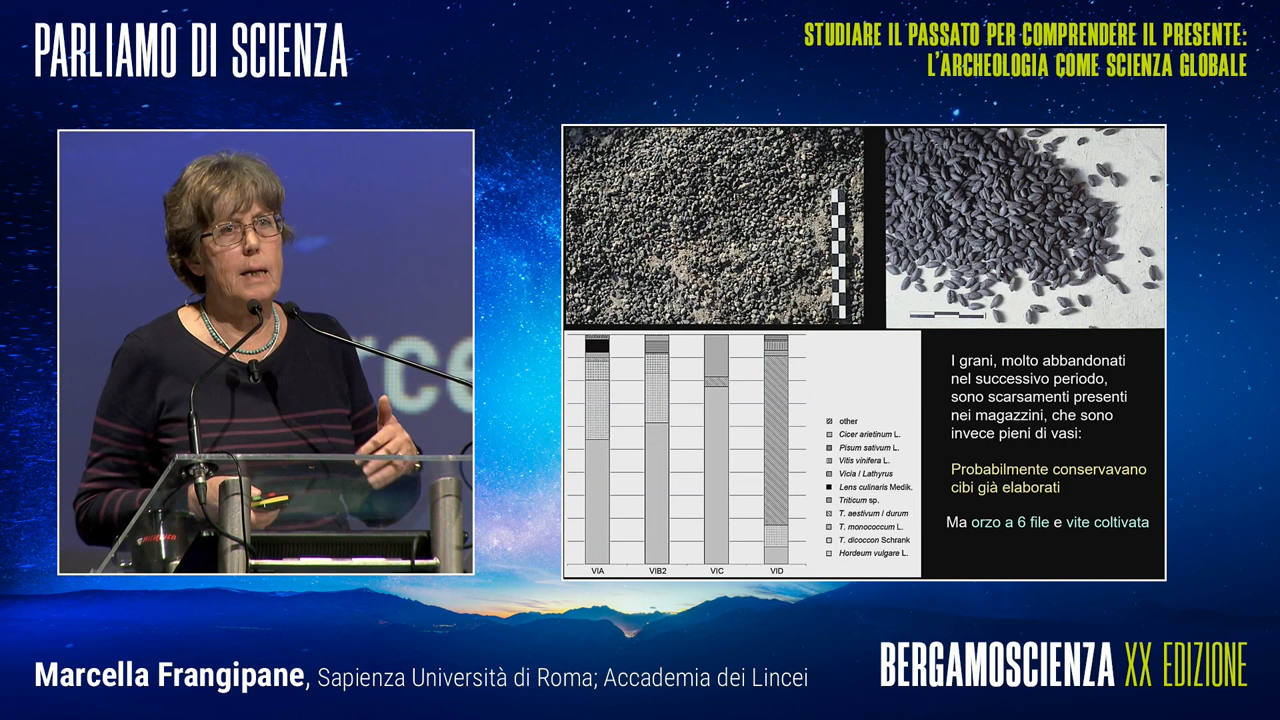 PARLIAMO DI SCIENZA
STUDIARE IL PASSATO PER COMPRENDERE IL PRESENTE:
L'ARCHEOLOGIA COME SCIENZA GLOBALE
other
Cicer arietinum L.
Pisum sativum L.
Vitis vinifera L.
Vicia / Lathyrus
Lens culinaris Medik.
Triticum sp.
T. aestivum / durum
T. monococcum L.
T. dicoccon Schrank
Hordeum vulgare L.
VIA VIB2 VIC VID
I grani, molto abbandonati
nel successivo periodo,
sono scarsamenti presenti
nei magazzini, che sono
invece pieni di vasi:
Probabilmente conservavano
cibi già elaborati
Ma orzo a 6 file e vite coltivata
Marcella Frangipane, Sapienza Università di Roma; Accademia dei Lincei
BERGAMOSCIENZA XX EDIZIONE